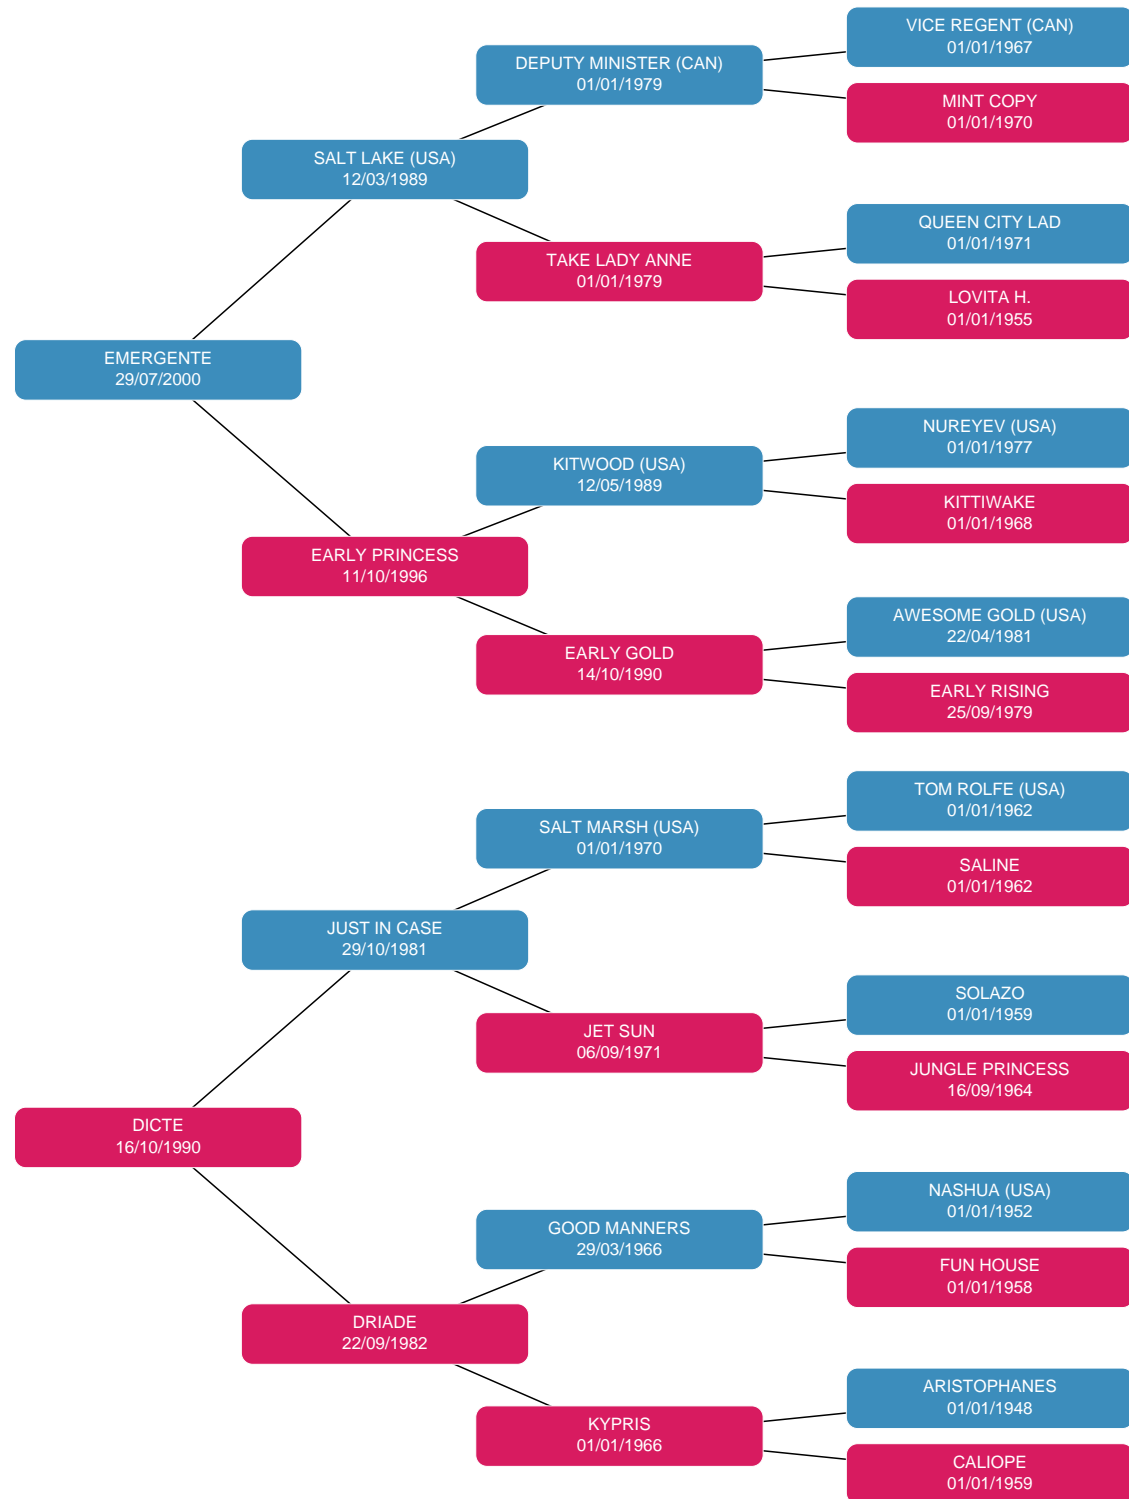 VICE REGENT (CAN)
01/01/1967
DEPUTY MINISTER (CAN)
01/01/1979
MINT COPY
01/01/1970
SALT LAKE (USA)
12/03/1989
QUEEN CITY LAD
01/01/1971
TAKE LADY ANNE
01/01/1979
LOVITA H.
01/01/1955
EMERGENTE
29/07/2000
NUREYEV (USA)
01/01/1977
KITWOOD (USA)
12/05/1989
KITTIWAKE
01/01/1968
EARLY PRINCESS
11/10/1996
AWESOME GOLD (USA)
22/04/1981
EARLY GOLD
14/10/1990
EARLY RISING
25/09/1979
TOM ROLFE (USA)
01/01/1962
SALT MARSH (USA)
01/01/1970
SALINE
01/01/1962
JUST IN CASE
29/10/1981
SOLAZO
01/01/1959
JET SUN
06/09/1971
JUNGLE PRINCESS
16/09/1964
DICTE
16/10/1990
NASHUA (USA)
01/01/1952
GOOD MANNERS
29/03/1966
FUN HOUSE
01/01/1958
DRIADE
22/09/1982
ARISTOPHANES
01/01/1948
KYPRIS
01/01/1966
CALIOPE
01/01/1959